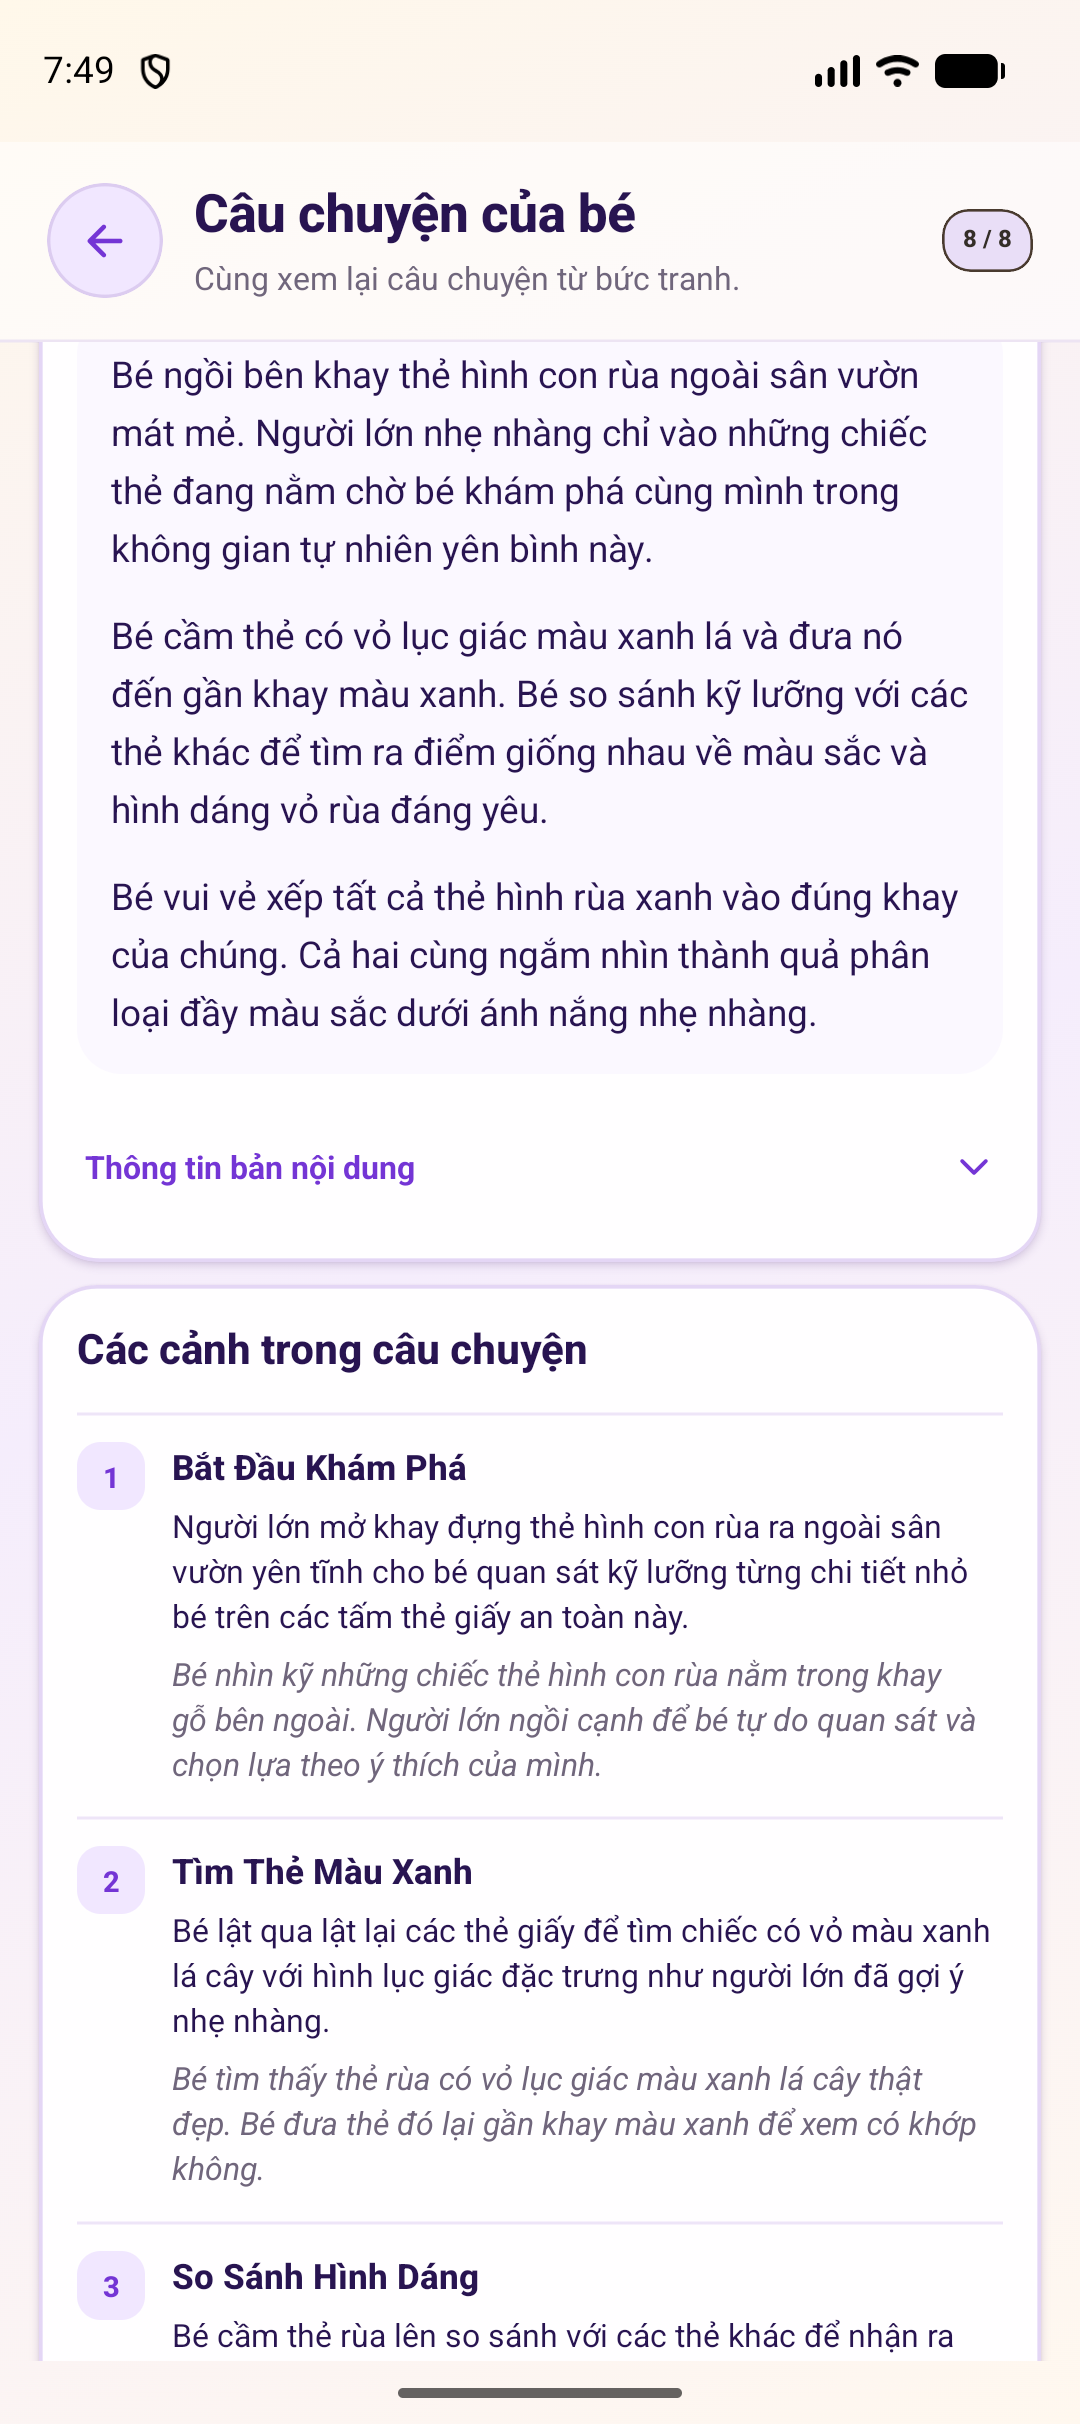 7:49
Câu chuyện của bé
Cùng xem lại câu chuyện từ bức tranh.
8 / 8
Bé ngồi bên khay thẻ hình con rùa ngoài sân vườn
mát mẻ. Người lớn nhẹ nhàng chỉ vào những chiếc
thẻ đang nằm chờ bé khám phá cùng mình trong
không gian tự nhiên yên bình này.
Bé cầm thẻ có vỏ lục giác màu xanh lá và đưa nó
đến gần khay màu xanh. Bé so sánh kỹ lưỡng với các
thẻ khác để tìm ra điểm giống nhau về màu sắc và
hình dáng vỏ rùa đáng yêu.
Bé vui vẻ xếp tất cả thẻ hình rùa xanh vào đúng khay
của chúng. Cả hai cùng ngắm nhìn thành quả phân
loại đầy màu sắc dưới ánh nắng nhẹ nhàng.
Thông tin bản nội dung
Các cảnh trong câu chuyện
1
Bắt Đầu Khám Phá
Người lớn mở khay đựng thẻ hình con rùa ra ngoài sân
vườn yên tĩnh cho bé quan sát kỹ lưỡng từng chi tiết nhỏ
bé trên các tấm thẻ giấy an toàn này.
Bé nhìn kỹ những chiếc thẻ hình con rùa nằm trong khay
gỗ bên ngoài. Người lớn ngồi cạnh để bé tự do quan sát và
chọn lựa theo ý thích của mình.
2
Tìm Thẻ Màu Xanh
Bé lật qua lật lại các thẻ giấy để tìm chiếc có vỏ màu xanh
lá cây với hình lục giác đặc trưng như người lớn đã gợi ý
nhẹ nhàng.
Bé tìm thấy thẻ rùa có vỏ lục giác màu xanh lá cây thật
đẹp. Bé đưa thẻ đó lại gần khay màu xanh để xem có khớp
không.
3
So Sánh Hình Dáng
Bé cầm thẻ rùa lên so sánh với các thẻ khác để nhận ra